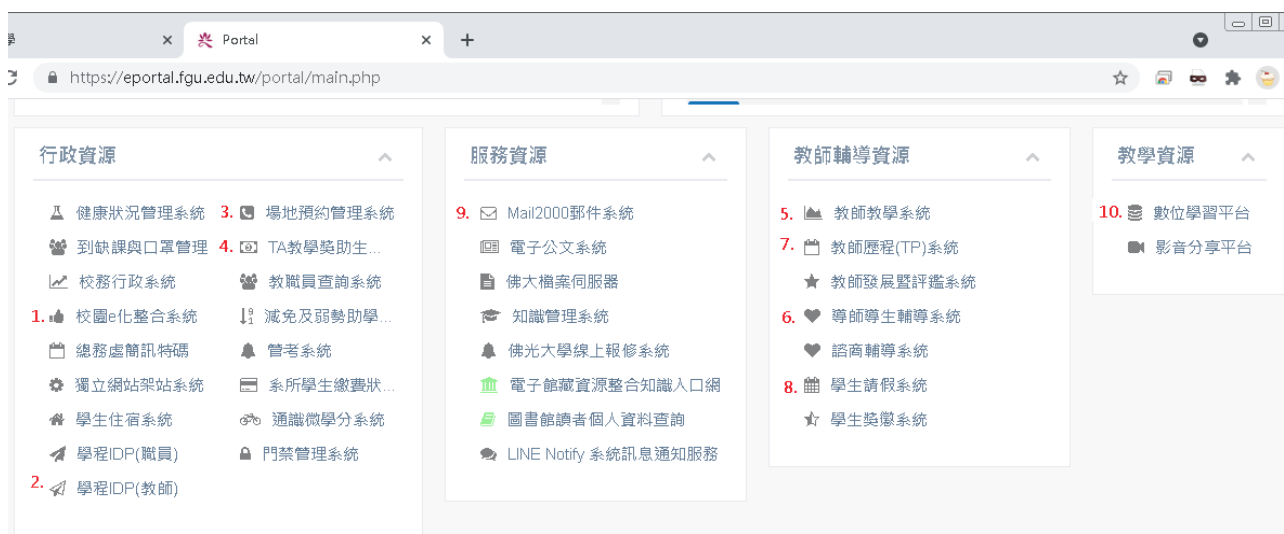 學 × Portal × +
https://eportal.fgu.edu.tw/portal/main.php
行政資源
健康狀況管理系統 3. 場地預約管理系統
到缺課與口罩管理 4. TA教學獎助生...
校務行政系統 教職員查詢系統
1. 校園e化整合系統 減免及弱勢助學...
總務處簡訊特碼 管考系統
獨立網站架站系統 系所學生繳費狀...
學生住宿系統 通識微學分系統
學程IDP(職員) 門禁管理系統
2. 學程IDP(教師)
服務資源
9. Mail2000郵件系統
電子公文系統
佛大檔案伺服器
知識管理系統
佛光大學線上報修系統
電子館藏資源整合知識入口網
圖書館讀者個人資料查詢
LINE Notify 系統訊息通知服務
教師輔導資源
5. 教師教學系統
7. 教師歷程(TP)系統
教師發展暨評鑑系統
6. 導師導生輔導系統
諮商輔導系統
8. 學生請假系統
學生獎懲系統
教學資源
10. 數位學習平台
影音分享平台